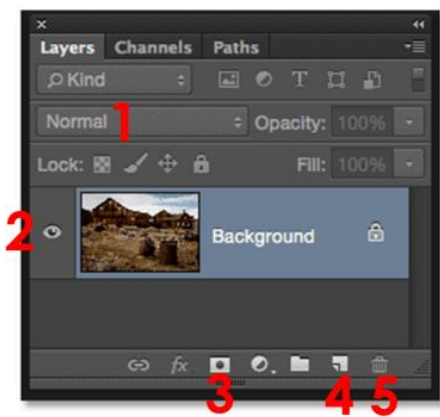 Layers Channels Paths
Kind T
Normal 1 Opacity: 100%
Lock: Fill: 100%
2 Background
fx
3 4 5